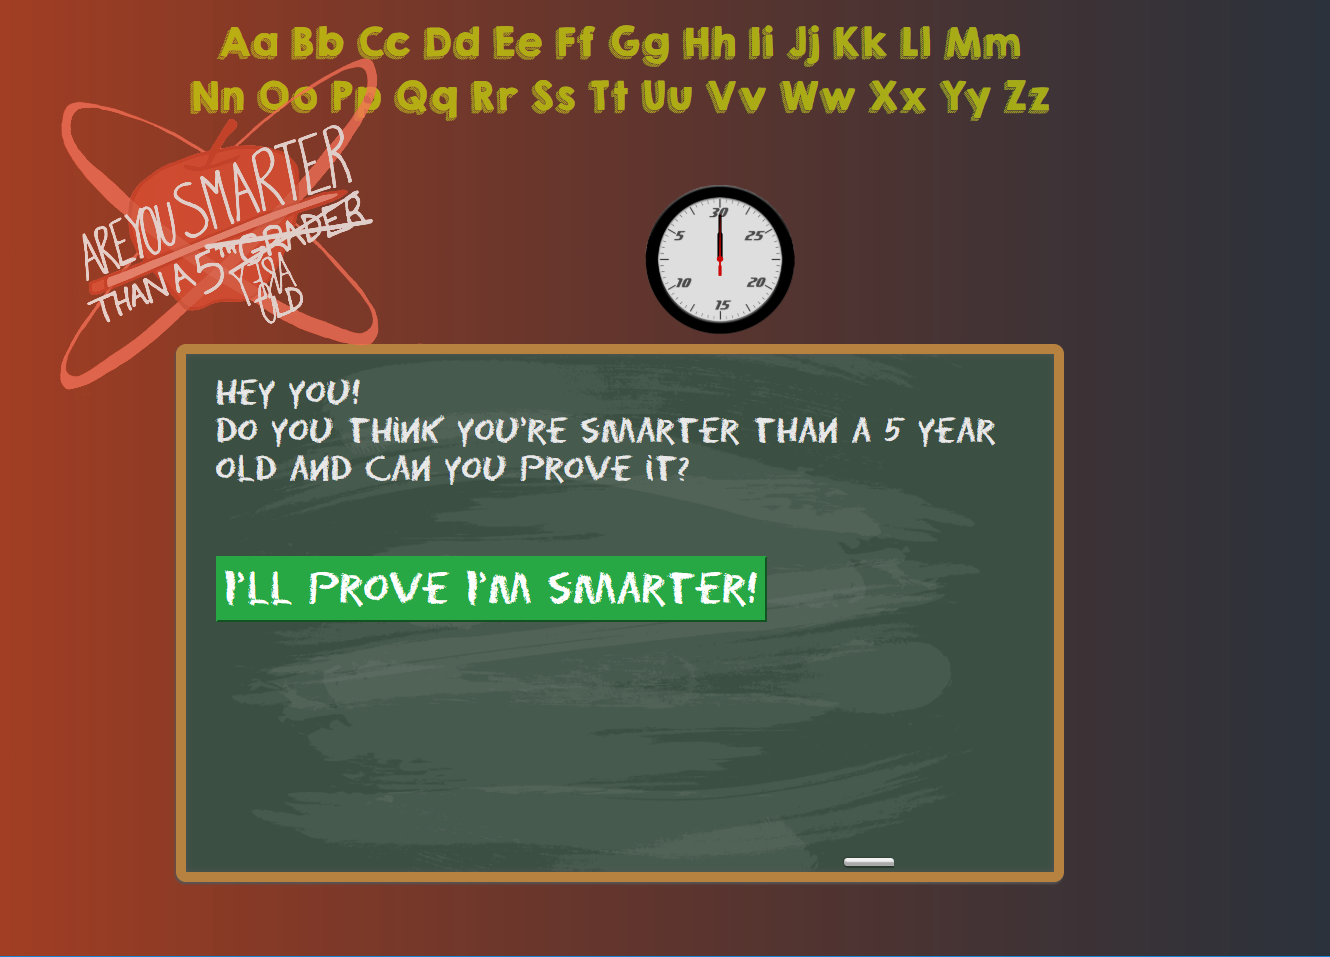 Aa Bb Cc Dd Ee Ff Gg Hh Ii Jj Kk Ll Mm
Nn Oo Pp Qq Rr Ss Tt Uu Vv Ww Xx Yy Zz
ARE YOU SMARTER
THAN A 5TH GRADER
YEAR
OLD
30
5 25
10 20
15
HEY YOU!
DO YOU THINK YOU'RE SMARTER THAN A 5 YEAR
OLD AND CAN YOU PROVE IT?
I'LL PROVE I'M SMARTER!